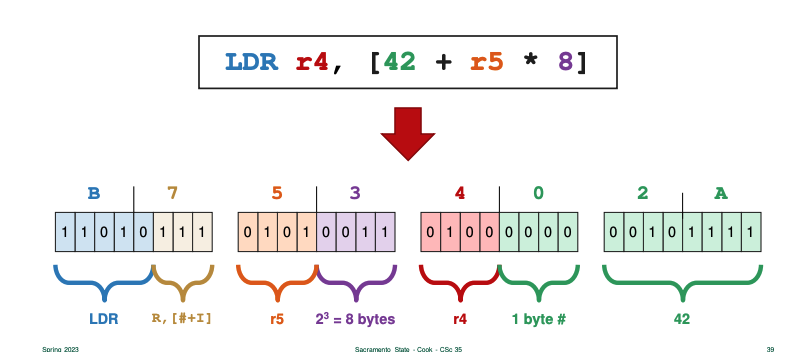 LDR r4, [42 + r5 * 8]
B 7 5 3 4 0 2 A
1 1 0 1 0 1 1 1 0 1 0 1 0 0 1 1 0 1 0 0 0 0 0 0 0 0 1 0 1 1 1 1
LDR R,[#+I] r5 2³ = 8 bytes r4 1 byte # 42
Spring 2023 Sacramento State - Cook - CSc 35 39